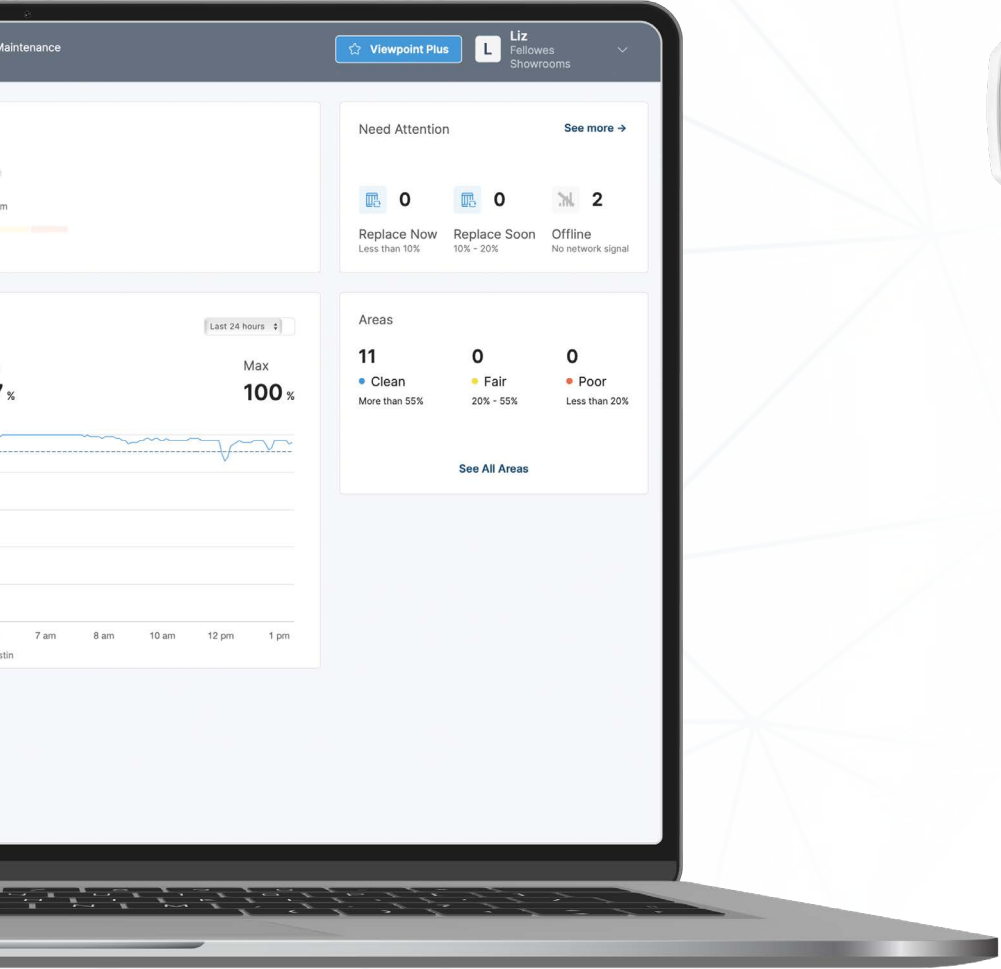 Maintenance
Viewpoint Plus
L
Liz
Fellowes
Showrooms
Need Attention
See more →
0
0
2
Replace Now
Replace Soon
Offline
Less than 10%
10% - 20%
No network signal
Last 24 hours
Max
%
100 %
Areas
11
0
0
Clean
Fair
Poor
More than 55%
20% - 55%
Less than 20%
See All Areas
7 am
8 am
10 am
12 pm
1 pm